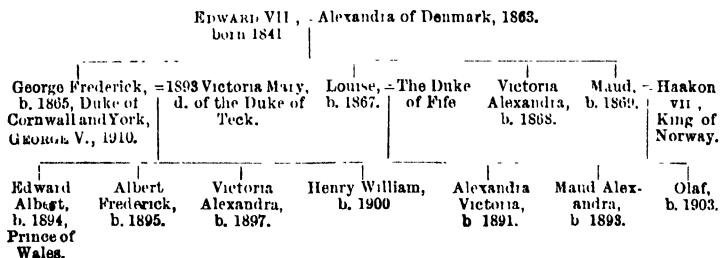 EDWARD VII, = Alexandra of Denmark, 1863.
born 1841
George Frederick, =1893 Victoria Mary, Louise, =The Duke Victoria Maud, = Haakon
b. 1865, Duke of d. of the Duke of b. 1867. of Fife Alexandra, b. 1869. VII,
Cornwall and York, Teck. b. 1868. King of
GEORGE V., 1910. Norway.
Edward Albert Victoria Henry William, Alexandra Maud Alex- Olaf,
Albert, Frederick, Alexandra, b. 1900 Victoria, andra, b. 1903.
b. 1894, b. 1895. b. 1897. b 1891. b 1893.
Prince of
Wales.